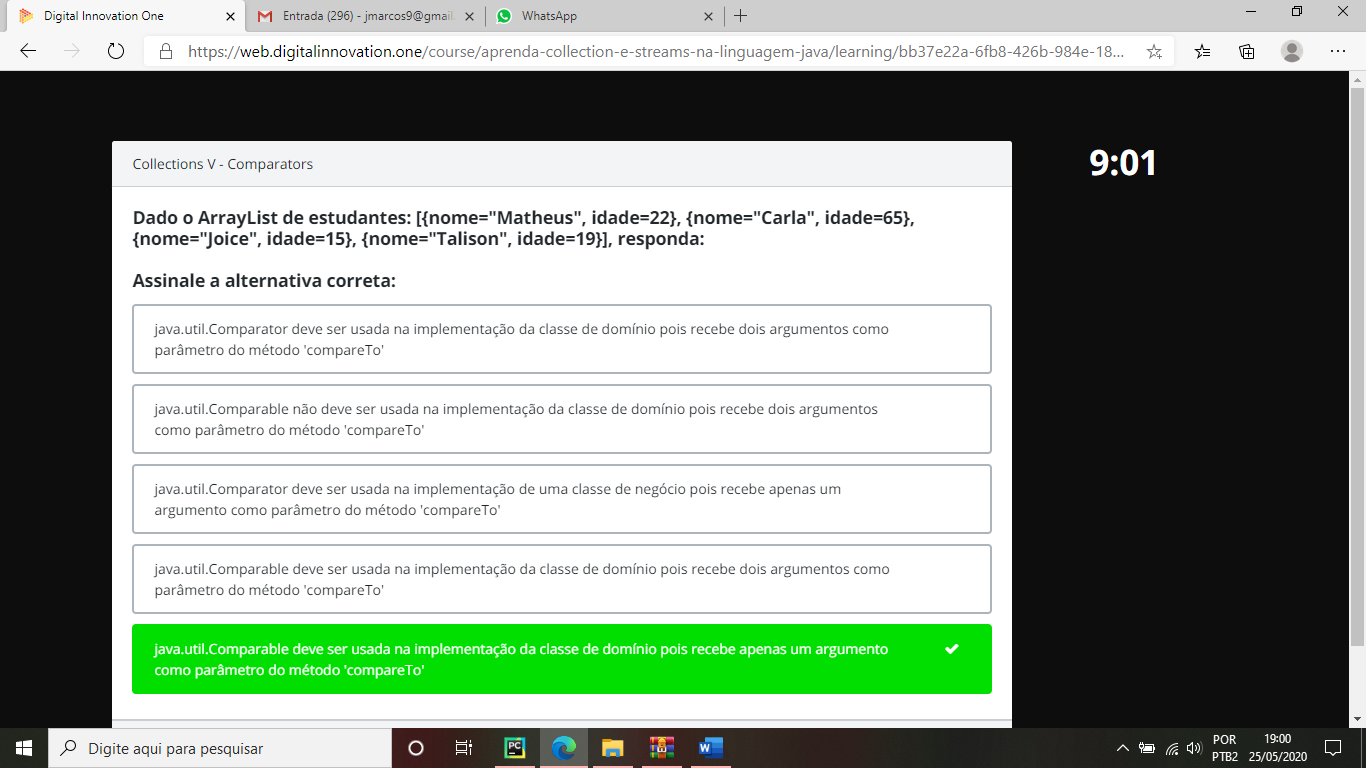 Digital Innovation One
Entrada (296) - jmarcos9@gmail.
WhatsApp
https://web.digitalinnovation.one/course/aprenda-collection-e-streams-na-linguagem-java/learning/bb37e22a-6fb8-426b-984e-18...
Collections V - Comparators
9:01
Dado o ArrayList de estudantes: [{nome="Matheus", idade=22}, {nome="Carla", idade=65},
{nome="Joice", idade=15}, {nome="Talison", idade=19}], responda:
Assinale a alternativa correta:
java.util.Comparator deve ser usada na implementação da classe de domínio pois recebe dois argumentos como
parâmetro do método 'compareTo'
java.util.Comparable não deve ser usada na implementação da classe de domínio pois recebe dois argumentos
como parâmetro do método 'compareTo'
java.util.Comparator deve ser usada na implementação de uma classe de negócio pois recebe apenas um
argumento como parâmetro do método 'compareTo'
java.util.Comparable deve ser usada na implementação da classe de domínio pois recebe dois argumentos como
parâmetro do método 'compareTo'
java.util.Comparable deve ser usada na implementação da classe de domínio pois recebe apenas um argumento
como parâmetro do método 'compareTo'
Digite aqui para pesquisar
PC
W
POR
PTB2
19:00
25/05/2020